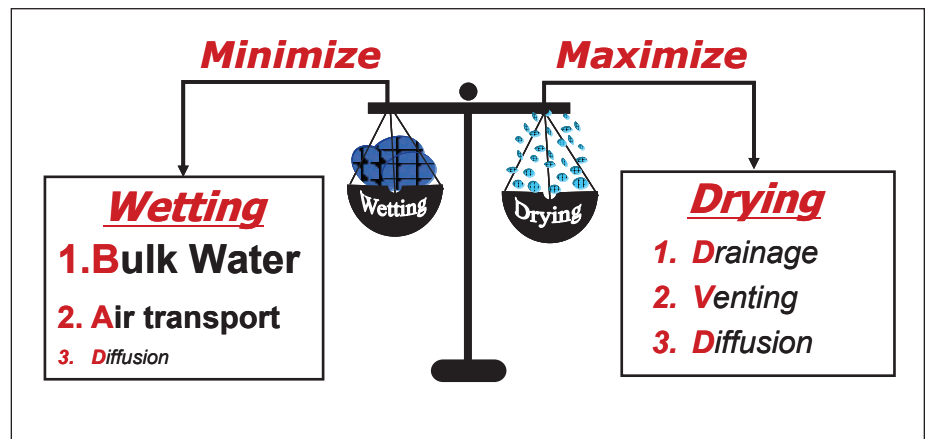 Minimize
Maximize
Wetting
Drying
Wetting
1.Bulk Water
2. Air transport
3. Diffusion
Drying
1. Drainage
2. Venting
3. Diffusion